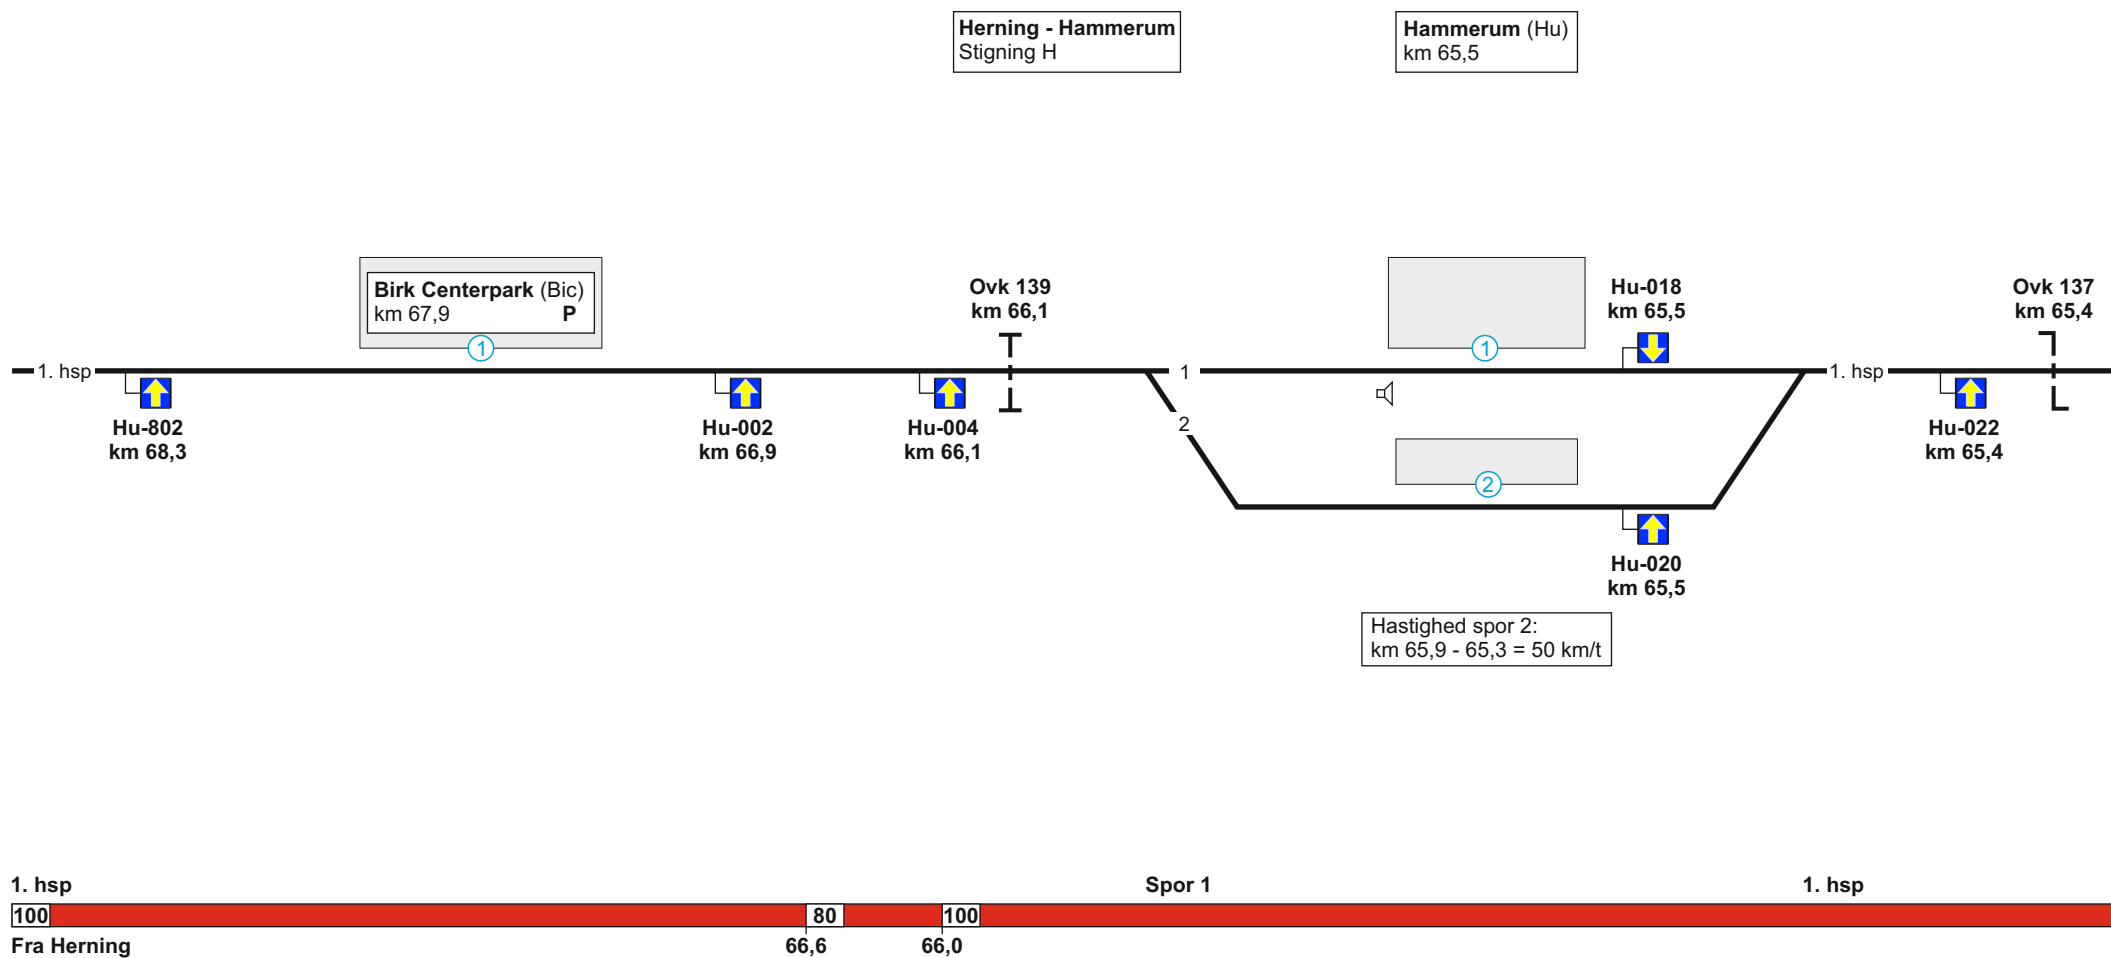 Herning - Hammerum
Stigning H
Hammerum (Hu)
km 65,5
Birk Centerpark (Bic)
km 67,9 P
1
Ovk 139
km 66,1
1
Hu-018
km 65,5
Ovk 137
km 65,4
1. hsp
1
1. hsp
Hu-802
km 68,3
Hu-002
km 66,9
Hu-004
km 66,1
2
Hu-022
km 65,4
2
Hu-020
km 65,5
Hastighed spor 2:
km 65,9 - 65,3 = 50 km/t
1. hsp
Spor 1
1. hsp
100
80
100
Fra Herning
66,6
66,0